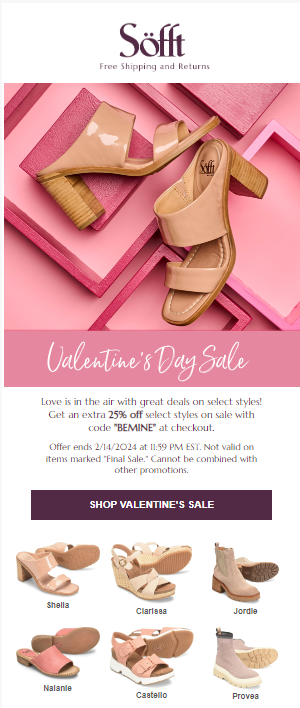 Söfft
Free Shipping and Returns
Söfft
Valentine's Day Sale
Love is in the air with great deals on select styles!
Get an extra 25% off select styles on sale with
code "BEMINE" at checkout.
Offer ends 2/14/2024 at 11:59 PM EST. Not valid on
items marked "Final Sale." Cannot be combined with
other promotions.
SHOP VALENTINE'S SALE
Shelia
Clarissa
Jordie
Nalanie
Castello
Provea